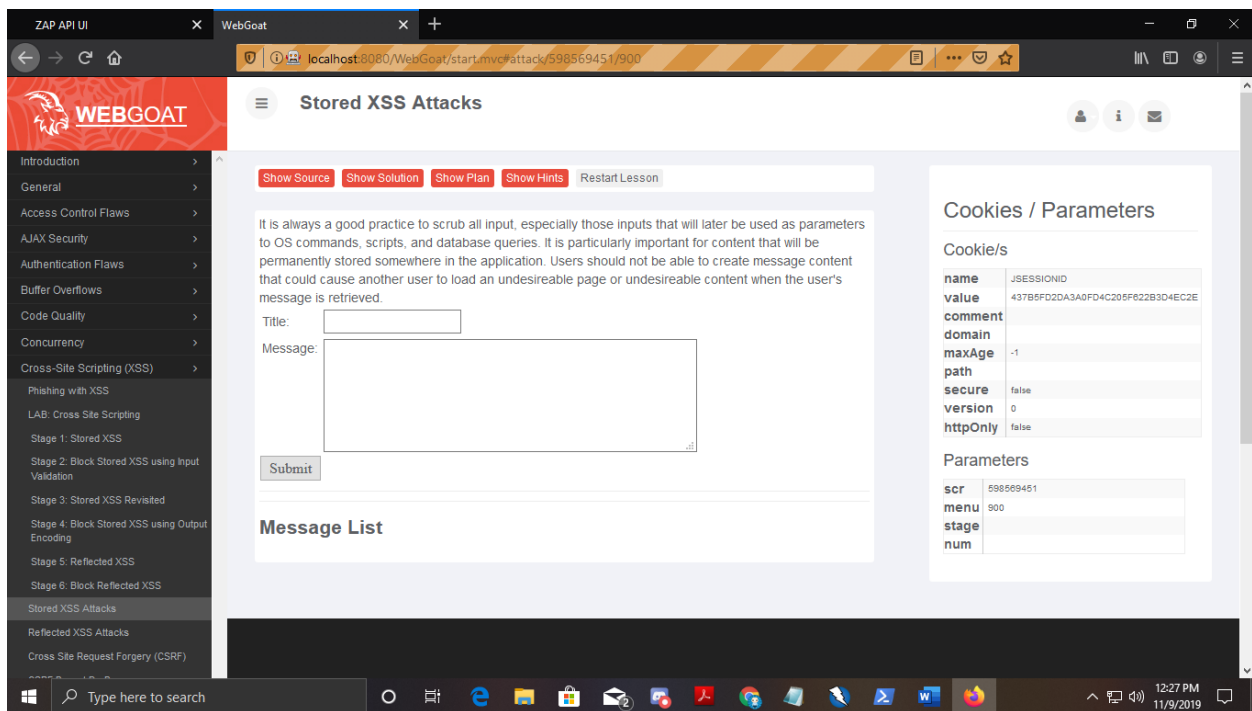 ZAP API UI
WebGoat
localhost:8080/WebGoat/start.mvc#attack/598569451/900
WEBGOAT
Introduction
General
Access Control Flaws
AJAX Security
Authentication Flaws
Buffer Overflows
Code Quality
Concurrency
Cross-Site Scripting (XSS)
Phishing with XSS
LAB: Cross Site Scripting
Stage 1: Stored XSS
Stage 2: Block Stored XSS using Input
Validation
Stage 3: Stored XSS Revisited
Stage 4: Block Stored XSS using Output
Encoding
Stage 5: Reflected XSS
Stage 6: Block Reflected XSS
Stored XSS Attacks
Reflected XSS Attacks
Cross Site Request Forgery (CSRF)
Stored XSS Attacks
Show Source Show Solution Show Plan Show Hints Restart Lesson
It is always a good practice to scrub all input, especially those inputs that will later be used as parameters
to OS commands, scripts, and database queries. It is particularly important for content that will be
permanently stored somewhere in the application. Users should not be able to create message content
that could cause another user to load an undesireable page or undesireable content when the user's
message is retrieved.
Title:
Message:
Submit
Message List
Cookies / Parameters
Cookie/s
name JSESSIONID
value 437B5FD2DA3A0FD4C205F622B3D4EC2E
comment
domain
maxAge -1
path
secure false
version 0
httpOnly false
Parameters
scr 598569451
menu 900
stage
num
Type here to search
12:27 PM
11/9/2019